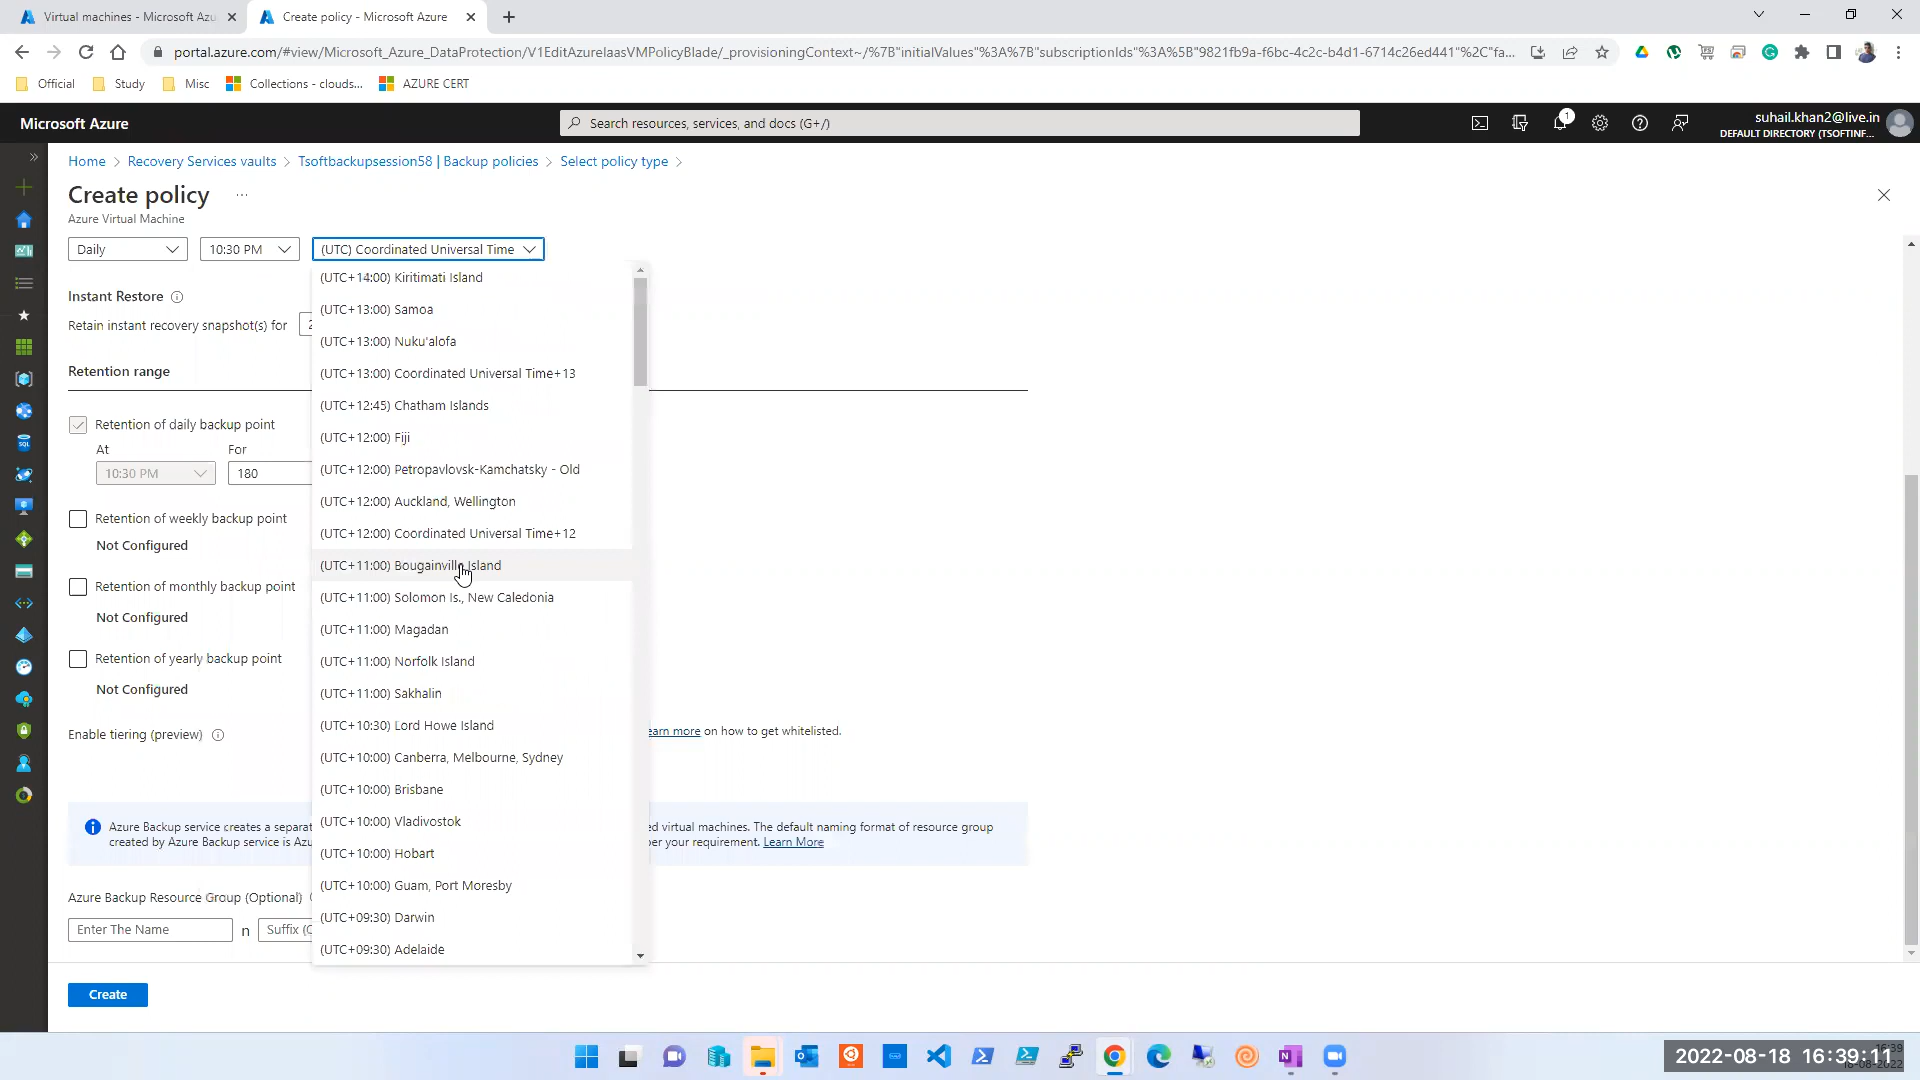 Virtual machines - Microsoft Azu
Create policy - Microsoft Azure
portal.azure.com/#view/Microsoft_Azure_DataProtection/V1EditAzureIaasVMPolicyBlade/_provisioningContext~/%7B"initialValues"%3A%7B"subscriptionIds"%3A%5B"9821fb9a-f6bc-4c2c-b4d1-6714c26ed441"%2C"fa...
Official
Study
Misc
Collections - clouds...
AZURE CERT
Microsoft Azure
Search resources, services, and docs (G+/)
1
suhail.khan2@live.in
DEFAULT DIRECTORY (TSOFTINF...
Home > Recovery Services vaults > Tsoftbackupsession58 | Backup policies > Select policy type >
Create policy ...
Azure Virtual Machine
Daily
10:30 PM
(UTC) Coordinated Universal Time
(UTC+14:00) Kiritimati Island
(UTC+13:00) Samoa
(UTC+13:00) Nuku'alofa
(UTC+13:00) Coordinated Universal Time+13
(UTC+12:45) Chatham Islands
(UTC+12:00) Fiji
(UTC+12:00) Petropavlovsk-Kamchatsky - Old
(UTC+12:00) Auckland, Wellington
(UTC+12:00) Coordinated Universal Time+12
(UTC+11:00) Bougainville Island
(UTC+11:00) Solomon Is., New Caledonia
(UTC+11:00) Magadan
(UTC+11:00) Norfolk Island
(UTC+11:00) Sakhalin
(UTC+10:30) Lord Howe Island
(UTC+10:00) Canberra, Melbourne, Sydney
(UTC+10:00) Brisbane
(UTC+10:00) Vladivostok
(UTC+10:00) Hobart
(UTC+10:00) Guam, Port Moresby
(UTC+09:30) Darwin
(UTC+09:30) Adelaide
Instant Restore
Retain instant recovery snapshot(s) for
Retention range
Retention of daily backup point
At
For
10:30 PM
180
Retention of weekly backup point
Not Configured
Retention of monthly backup point
Not Configured
Retention of yearly backup point
Not Configured
Enable tiering (preview)
earn more on how to get whitelisted.
Azure Backup service creates a separat
ed virtual machines. The default naming format of resource group
created by Azure Backup service is Azu
per your requirement. Learn More
Azure Backup Resource Group (Optional)
Enter The Name
n
Suffix (O
Create
2022-08-18 16:39:11